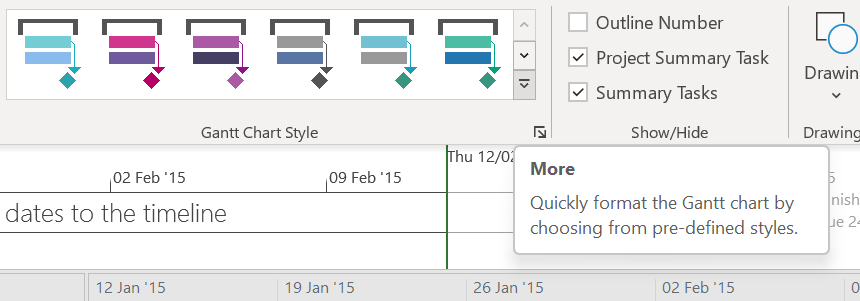 Outline Number
Project Summary Task
Summary Tasks
Drawin
Gantt Chart Style
Show/Hide
Drawing
Thu 12/02
02 Feb '15
09 Feb '15
dates to the timeline
More
Quickly format the Gantt chart by
choosing from pre-defined styles.
5
nish
ue 24
12 Jan '15
19 Jan '15
26 Jan '15
02 Feb '15
0